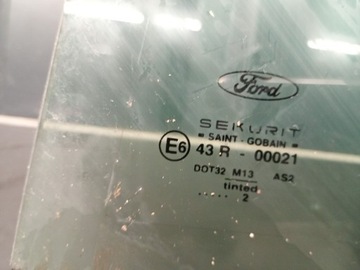 Ford
SEKURIT
= SAINT - GOBAIN =
E6 43 R - 00021
DOT32 M13 AS2
tinted
..... 2